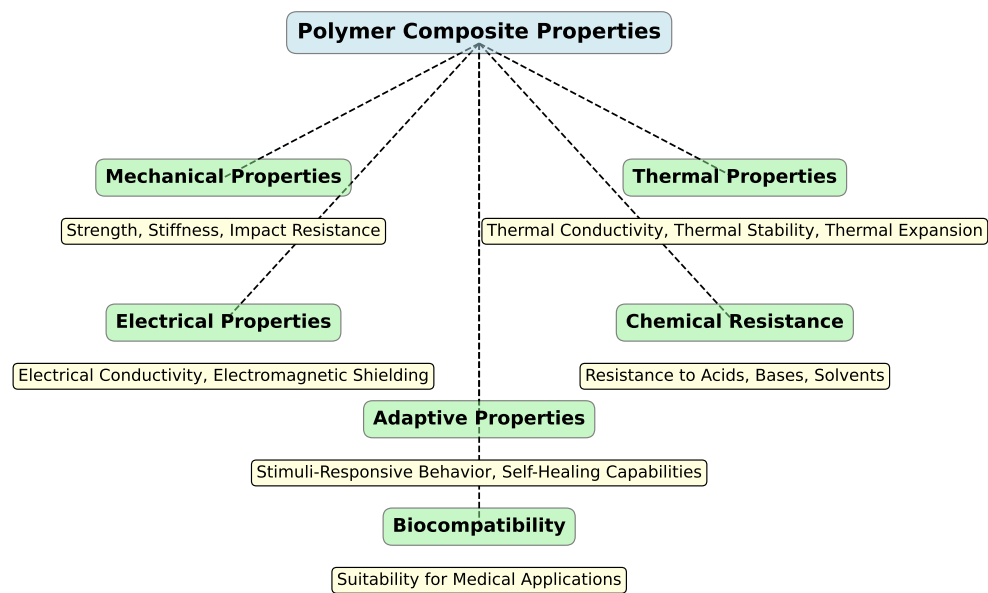 Polymer Composite Properties
Mechanical Properties
Thermal Properties
Strength, Stiffness, Impact Resistance
Thermal Conductivity, Thermal Stability, Thermal Expansion
Electrical Properties
Chemical Resistance
Electrical Conductivity, Electromagnetic Shielding
Resistance to Acids, Bases, Solvents
Adaptive Properties
Stimuli-Responsive Behavior, Self-Healing Capabilities
Biocompatibility
Suitability for Medical Applications